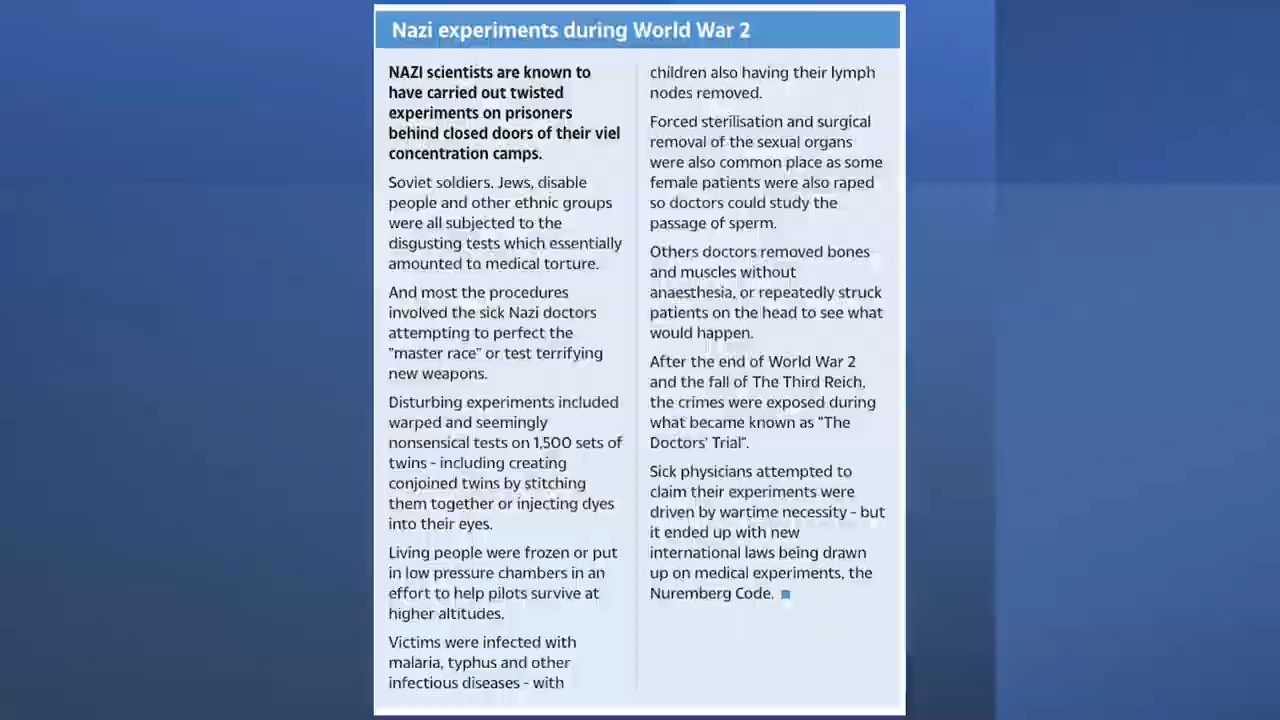 Nazi experiments during World War 2
NAZI scientists are known to
have carried out twisted
experiments on prisoners
behind closed doors of their viel
concentration camps.
Soviet soldiers. Jews, disable
people and other ethnic groups
were all subjected to the
disgusting tests which essentially
amounted to medical torture.
And most the procedures
involved the sick Nazi doctors
attempting to perfect the
"master race" or test terrifying
new weapons.
Disturbing experiments included
warped and seemingly
nonsensical tests on 1,500 sets of
twins - including creating
conjoined twins by stitching
them together or injecting dyes
into their eyes.
Living people were frozen or put
in low pressure chambers in an
effort to help pilots survive at
higher altitudes.
Victims were infected with
malaria, typhus and other
infectious diseases - with
children also having their lymph
nodes removed.
Forced sterilisation and surgical
removal of the sexual organs
were also common place as some
female patients were also raped
so doctors could study the
passage of sperm.
Others doctors removed bones
and muscles without
anaesthesia, or repeatedly struck
patients on the head to see what
would happen.
After the end of World War 2
and the fall of The Third Reich,
the crimes were exposed during
what became known as "The
Doctors' Trial".
Sick physicians attempted to
claim their experiments were
driven by wartime necessity - but
it ended up with new
international laws being drawn
up on medical experiments, the
Nuremberg Code.